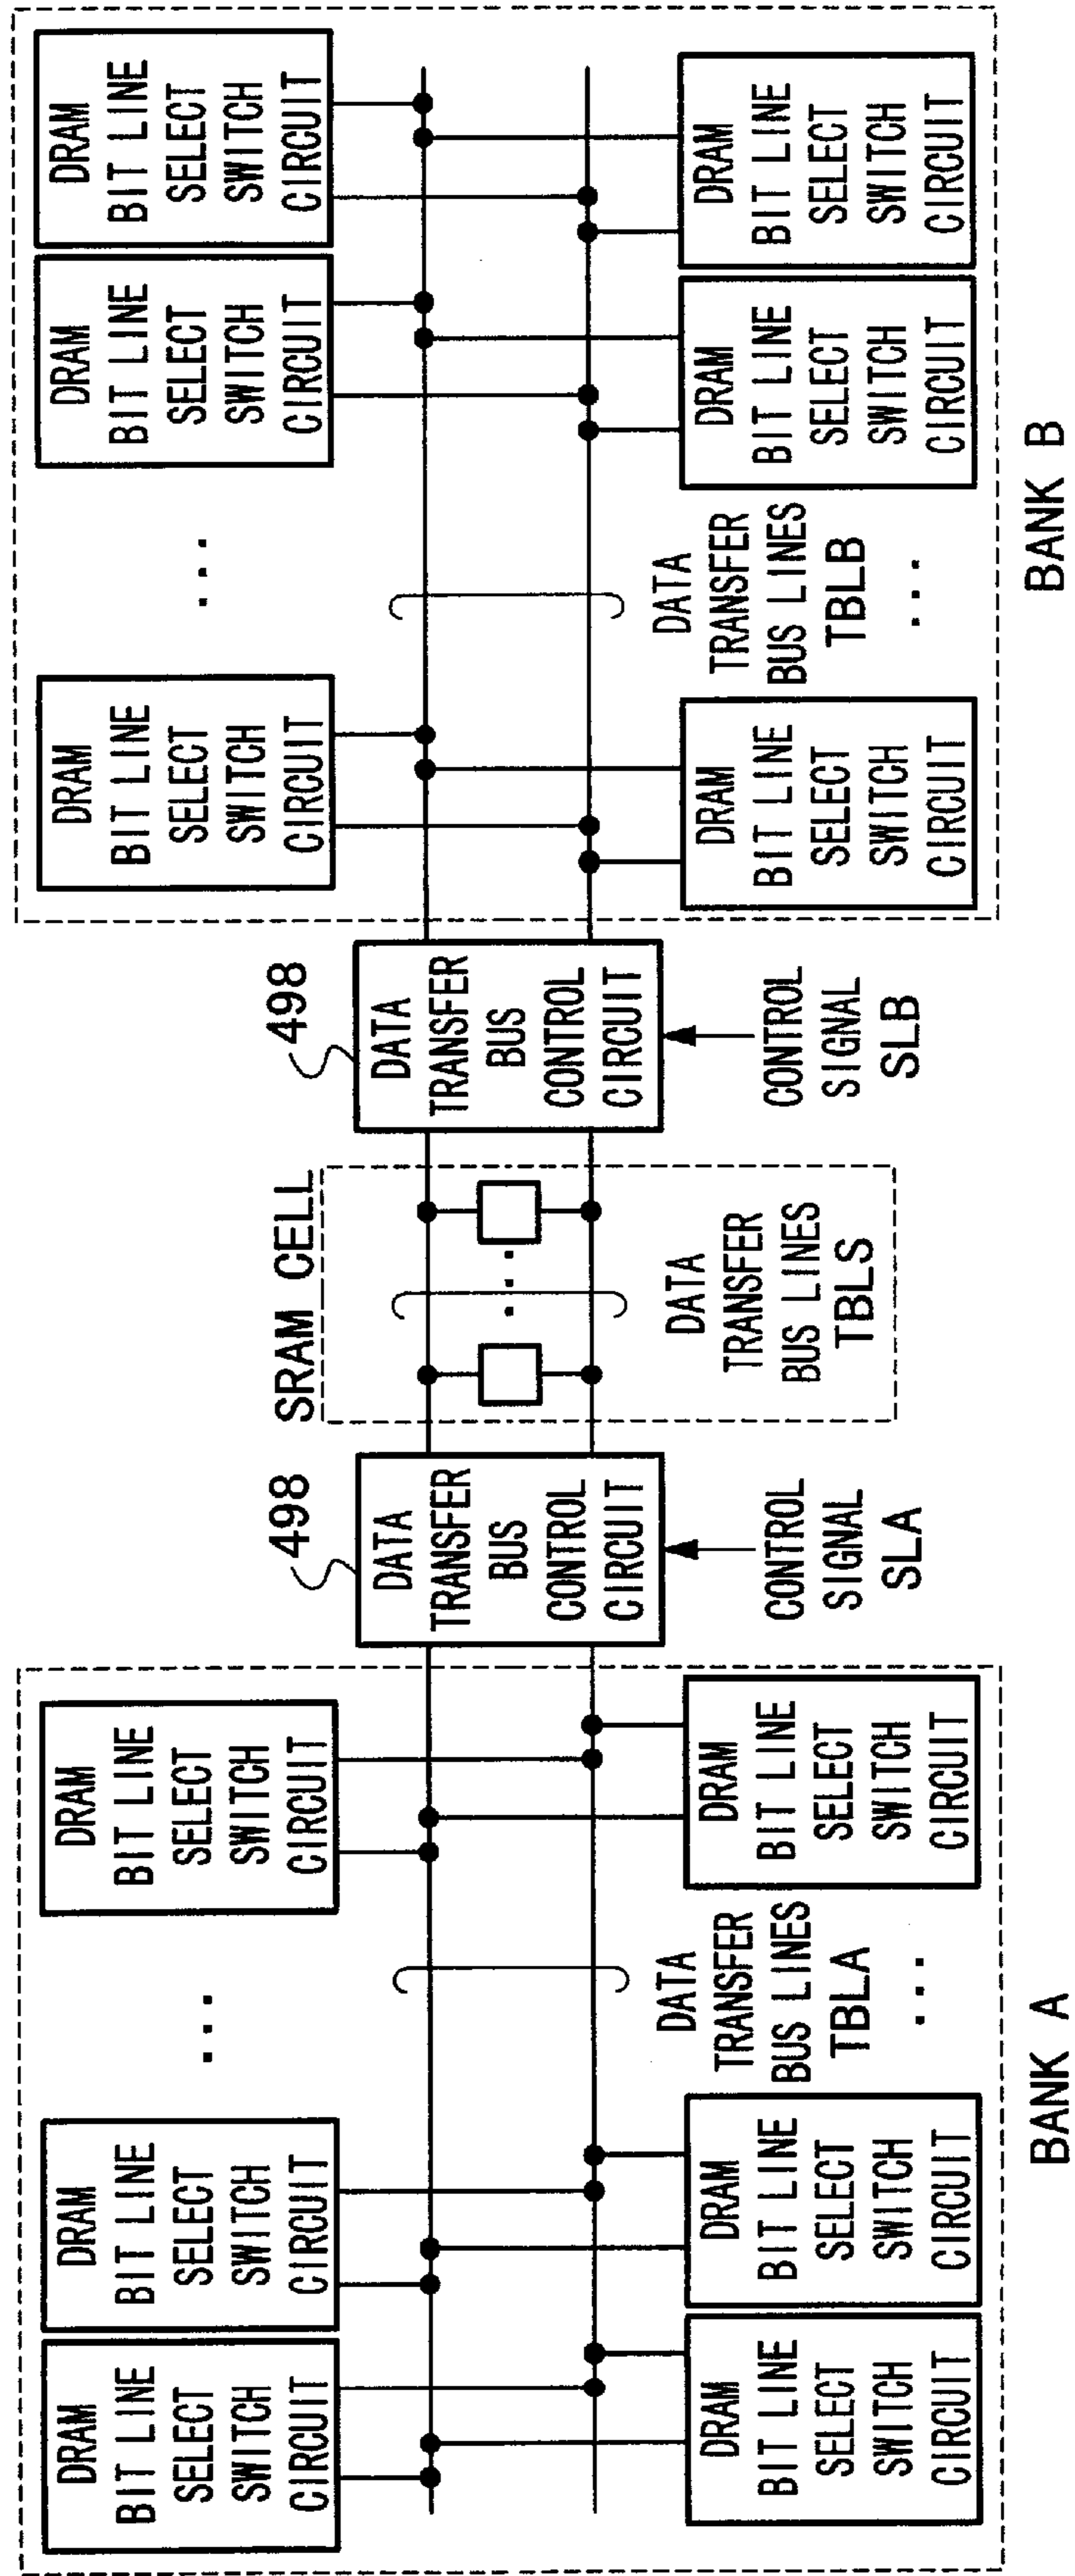 DRAM
BIT LINE
SELECT
SWITCH
CIRCUIT
DRAM
BIT LINE
SELECT
SWITCH
CIRCUIT
...
DRAM
BIT LINE
SELECT
SWITCH
CIRCUIT
DRAM
BIT LINE
SELECT
SWITCH
CIRCUIT
DRAM
BIT LINE
SELECT
SWITCH
CIRCUIT
DATA
TRANSFER
BUS LINES
TBLA
...
DRAM
BIT LINE
SELECT
SWITCH
CIRCUIT
BANK A
498
DATA
TRANSFER
BUS
CONTROL
CIRCUIT
CONTROL
SIGNAL
SLA
SRAM CELL
...
DATA
TRANSFER
BUS LINES
TBLS
498
DATA
TRANSFER
BUS
CONTROL
CIRCUIT
CONTROL
SIGNAL
SLB
DRAM
BIT LINE
SELECT
SWITCH
CIRCUIT
...
DRAM
BIT LINE
SELECT
SWITCH
CIRCUIT
DRAM
BIT LINE
SELECT
SWITCH
CIRCUIT
DRAM
BIT LINE
SELECT
SWITCH
CIRCUIT
DATA
TRANSFER
BUS LINES
TBLB
...
DRAM
BIT LINE
SELECT
SWITCH
CIRCUIT
DRAM
BIT LINE
SELECT
SWITCH
CIRCUIT
BANK B